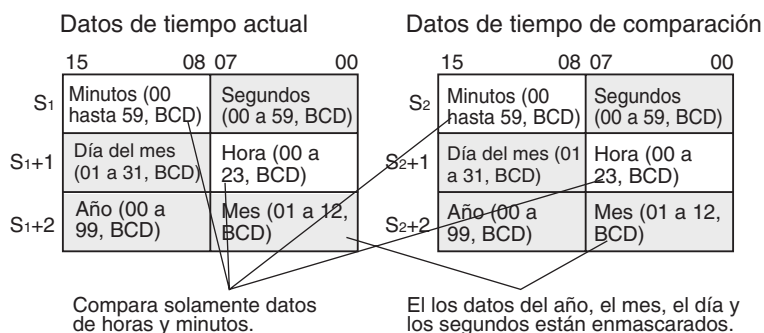 Datos de tiempo actual
Datos de tiempo de comparación
15 08 07 00
15 08 07 00
S1
Minutos (00
hasta 59, BCD)
Segundos
(00 a 59, BCD)
S2
Minutos (00
hasta 59, BCD)
Segundos
(00 a 59, BCD)
S1+1
Día del mes
(01 a 31, BCD)
Hora (00 a
23, BCD)
S2+1
Día del mes (01
a 31, BCD)
Hora (00 a
23, BCD)
S1+2
Año (00 a
99, BCD)
Mes (01 a 12,
BCD)
S2+2
Año (00 a
99, BCD)
Mes (01 a 12,
BCD)
Compara solamente datos
de horas y minutos.
El los datos del año, el mes, el día y
los segundos están enmascarados.